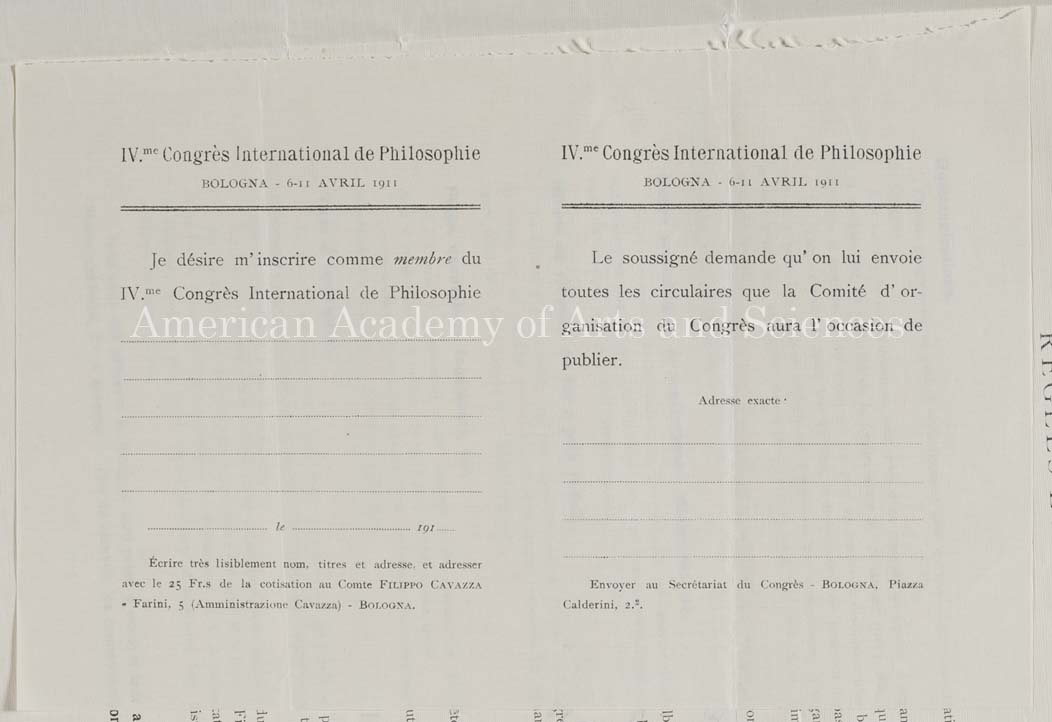 IV.me Congrès International de Philosophie
BOLOGNA - 6-11 AVRIL 1911
Je désire m'inscrire comme membre du
IV.me Congrès International de Philosophie
le 191
Écrire très lisiblement nom, titres et adresse, et adresser
avec le 25 Fr.s de la cotisation au Comte FILIPPO CAVAZZA
- Farini, 5 (Amministrazione Cavazza) - BOLOGNA.
IV.me Congrès International de Philosophie
BOLOGNA - 6-11 AVRIL 1911
Le soussigné demande qu'on lui envoie
toutes les circulaires que la Comité d'or-
ganisation du Congrès aura l'occasion de
publier.
Adresse exacte :
Envoyer au Secrétariat du Congrès - BOLOGNA, Piazza
Calderini, 2.º.
American Academy of Arts and Sciences